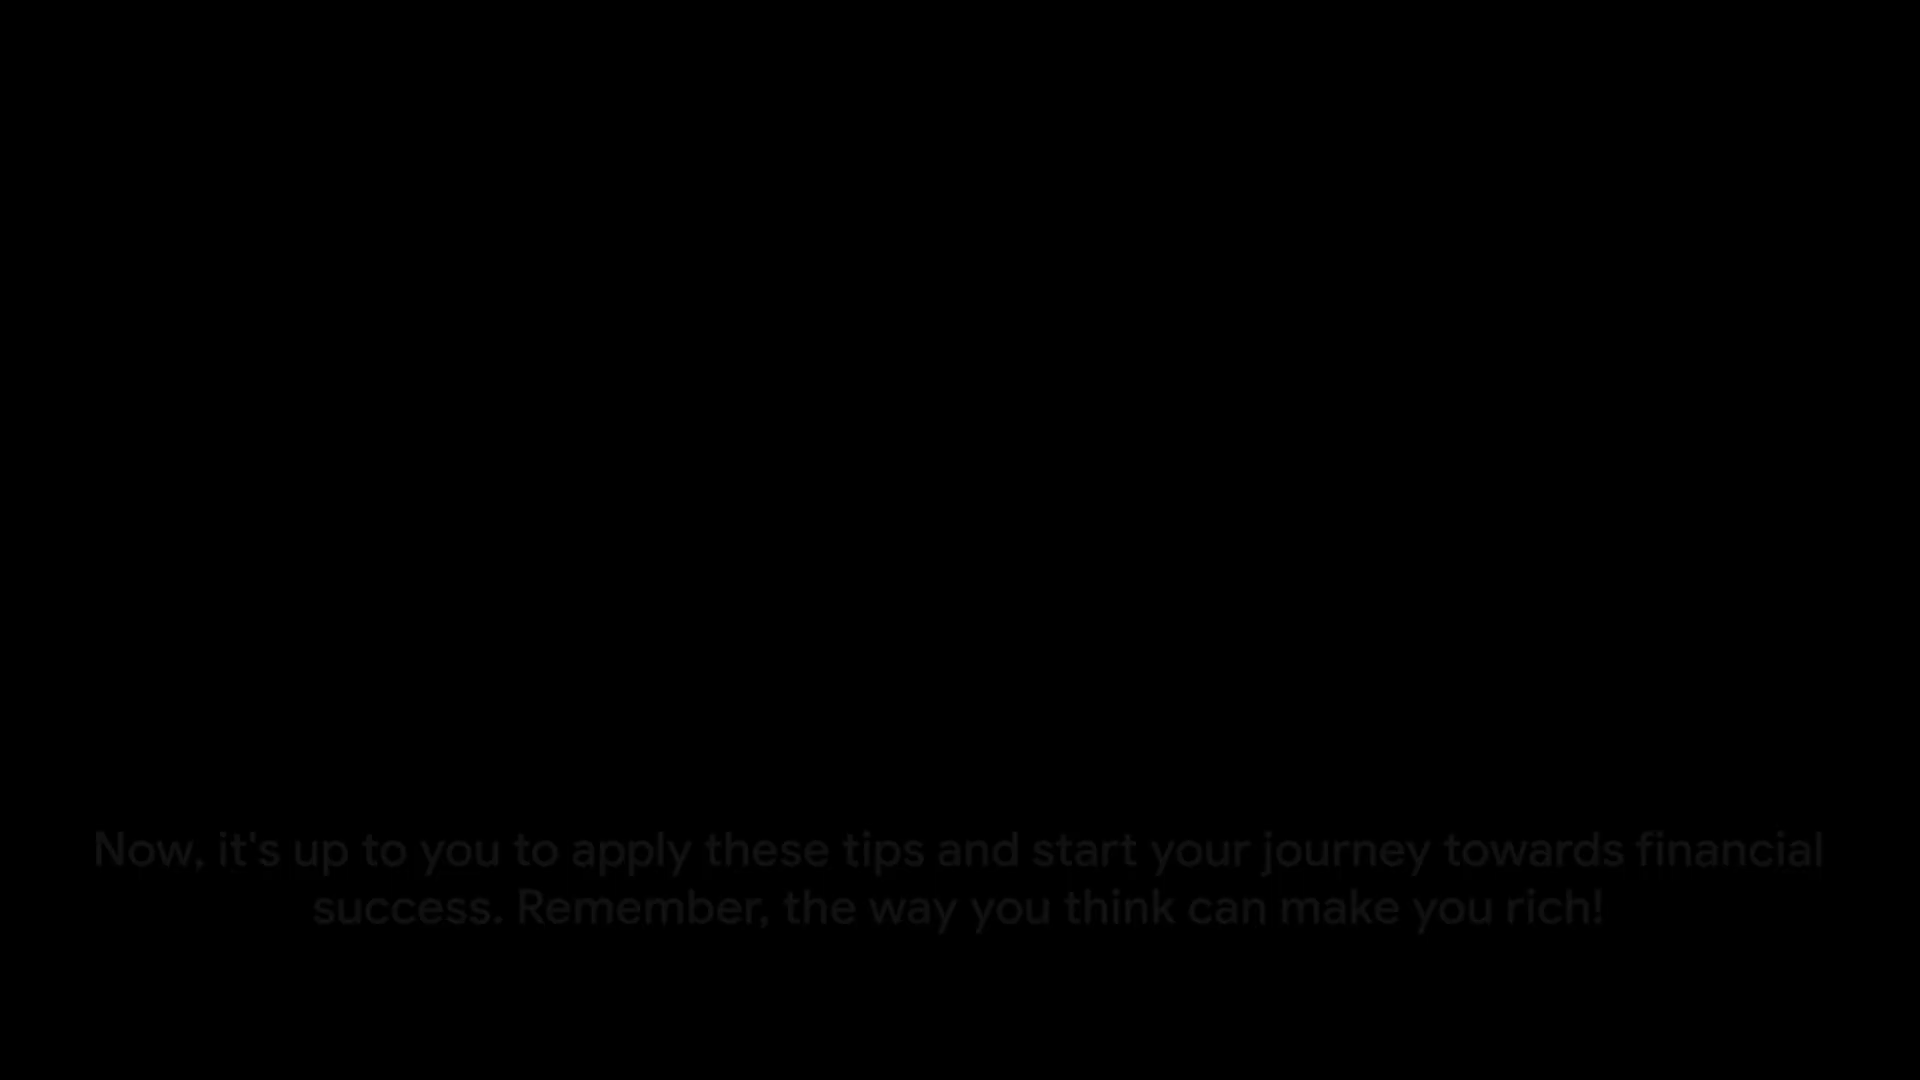 Now, it's up to you to apply these tips and start your journey towards financial
success. Remember, the way you think can make you rich!